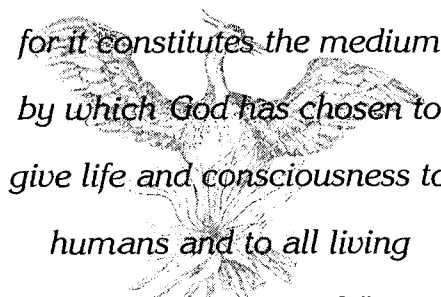 for it constitutes the medium
by which God has chosen to
give life and consciousness to
humans and to all living